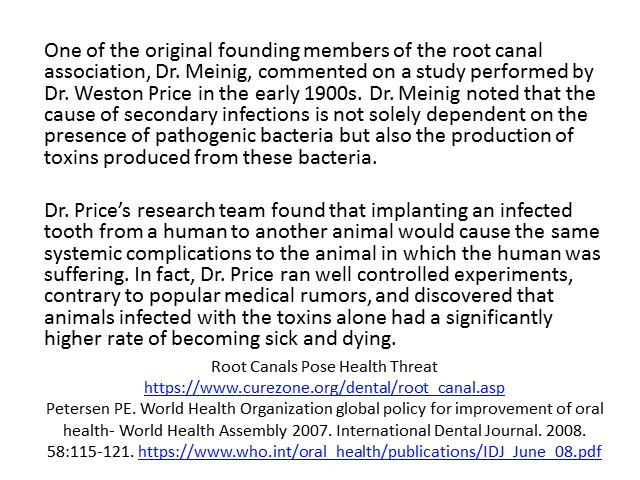 One of the original founding members of the root canal
association, Dr. Meinig, commented on a study performed by
Dr. Weston Price in the early 1900s. Dr. Meinig noted that the
cause of secondary infections is not solely dependent on the
presence of pathogenic bacteria but also the production of
toxins produced from these bacteria.
Dr. Price’s research team found that implanting an infected
tooth from a human to another animal would cause the same
systemic complications to the animal in which the human was
suffering. In fact, Dr. Price ran well controlled experiments,
contrary to popular medical rumors, and discovered that
animals infected with the toxins alone had a significantly
higher rate of becoming sick and dying.
Root Canals Pose Health Threat
https://www.curezone.org/dental/root_canal.asp
Petersen PE. World Health Organization global policy for improvement of oral
health- World Health Assembly 2007. International Dental Journal. 2008.
58:115-121. https://www.who.int/oral_health/publications/IDJ_June_08.pdf